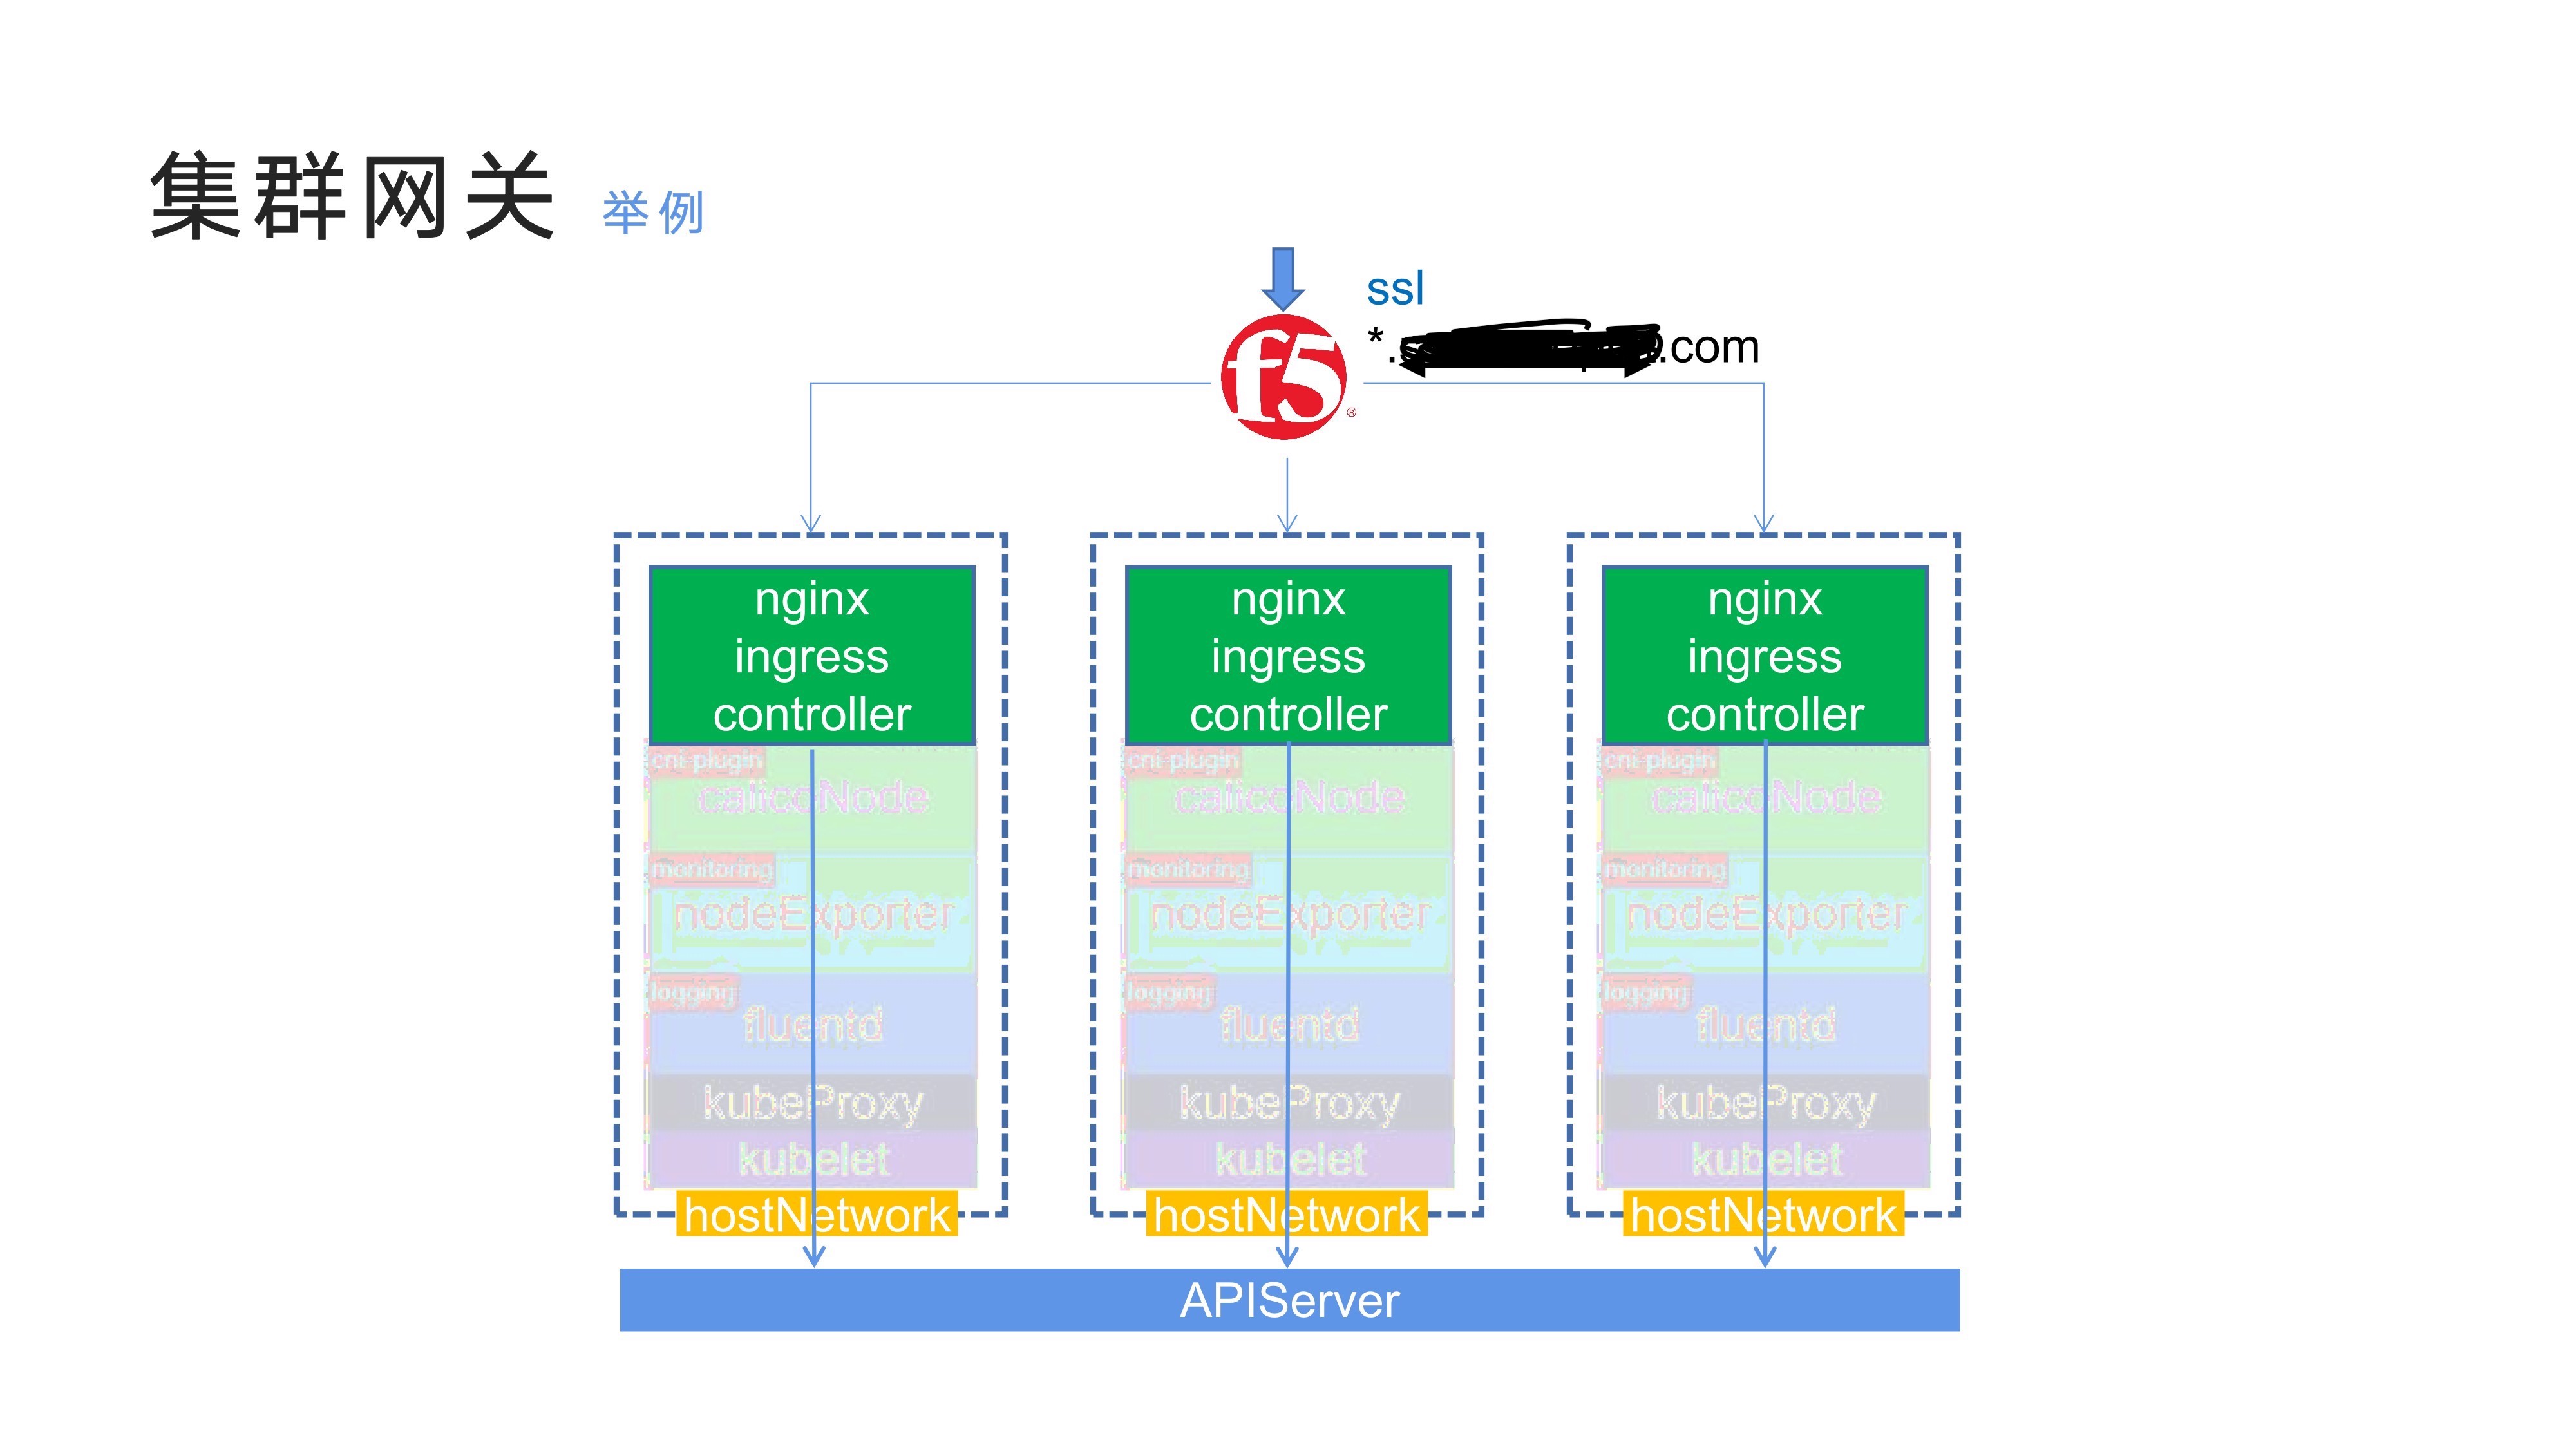 集群网关 举例
ssl
*.
.com
f5
®
nginx
ingress
controller
cni-plugin
calicoNode
monitoring
nodeExporter
logging
fluentd
kubeProxy
kubelet
hostNetwork
nginx
ingress
controller
cni-plugin
calicoNode
monitoring
nodeExporter
logging
fluentd
kubeProxy
kubelet
hostNetwork
nginx
ingress
controller
cni-plugin
calicoNode
monitoring
nodeExporter
logging
fluentd
kubeProxy
kubelet
hostNetwork
APIServer